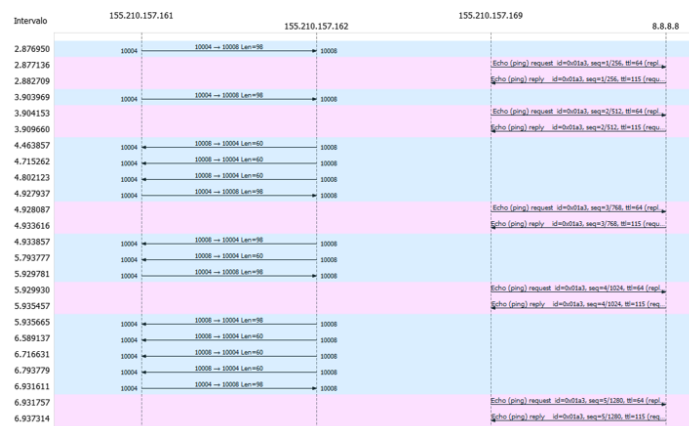 Intervalo 155.210.157.161 155.210.157.162 155.210.157.169 8.8.8.8
2.876950 10004 10004 → 10008 Len=98 10008
2.877136 Echo (ping) request id=0x01a3, seq=1/256, ttl=64 (repl...
2.882709 Echo (ping) reply id=0x01a3, seq=1/256, ttl=115 (requ...
3.903969 10004 10004 → 10008 Len=98 10008
3.904153 Echo (ping) request id=0x01a3, seq=2/512, ttl=64 (repl...
3.909660 Echo (ping) reply id=0x01a3, seq=2/512, ttl=115 (requ...
4.463857 10004 10008 → 10004 Len=60 10008
4.715262 10004 10008 → 10004 Len=60 10008
4.802123 10004 10008 → 10004 Len=60 10008
4.927937 10004 10004 → 10008 Len=98 10008
4.928087 Echo (ping) request id=0x01a3, seq=3/768, ttl=64 (repl...
4.933616 Echo (ping) reply id=0x01a3, seq=3/768, ttl=115 (requ...
4.933857 10004 10008 → 10004 Len=98 10008
5.793777 10004 10008 → 10004 Len=60 10008
5.929781 10004 10004 → 10008 Len=98 10008
5.929930 Echo (ping) request id=0x01a3, seq=4/1024, ttl=64 (repl...
5.935457 Echo (ping) reply id=0x01a3, seq=4/1024, ttl=115 (req...
5.935665 10004 10008 → 10004 Len=98 10008
6.589137 10004 10008 → 10004 Len=60 10008
6.716631 10004 10008 → 10004 Len=60 10008
6.793779 10004 10008 → 10004 Len=60 10008
6.931611 10004 10004 → 10008 Len=98 10008
6.931757 Echo (ping) request id=0x01a3, seq=5/1280, ttl=64 (repl...
6.937314 Echo (ping) reply id=0x01a3, seq=5/1280, ttl=115 (req...